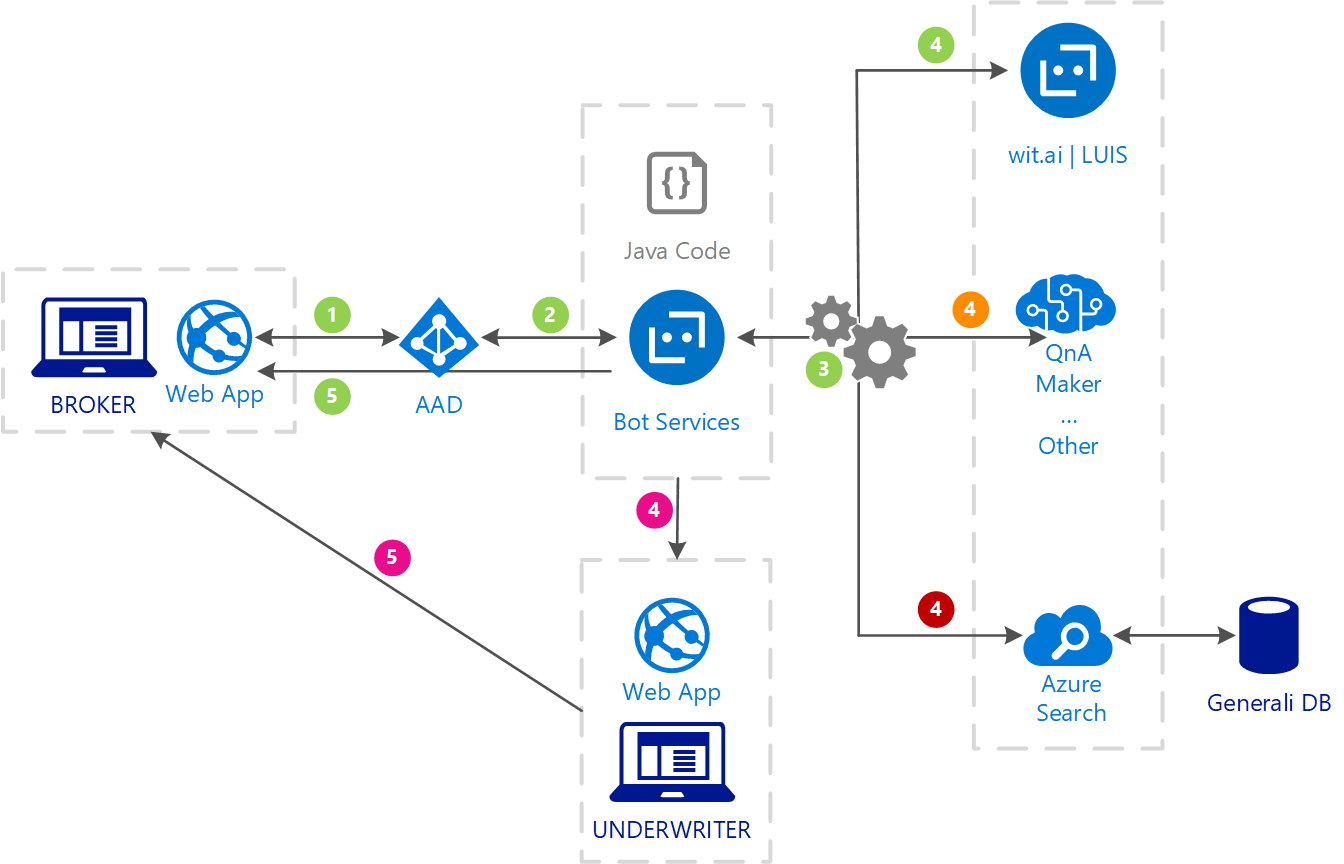 4
wit.ai | LUIS
{}
Java Code
1
2
4
3
5
BROKER
Web App
AAD
Bot Services
QnA
Maker
...
Other
4
5
4
Web App
UNDERWRITER
Azure
Search
Generali DB